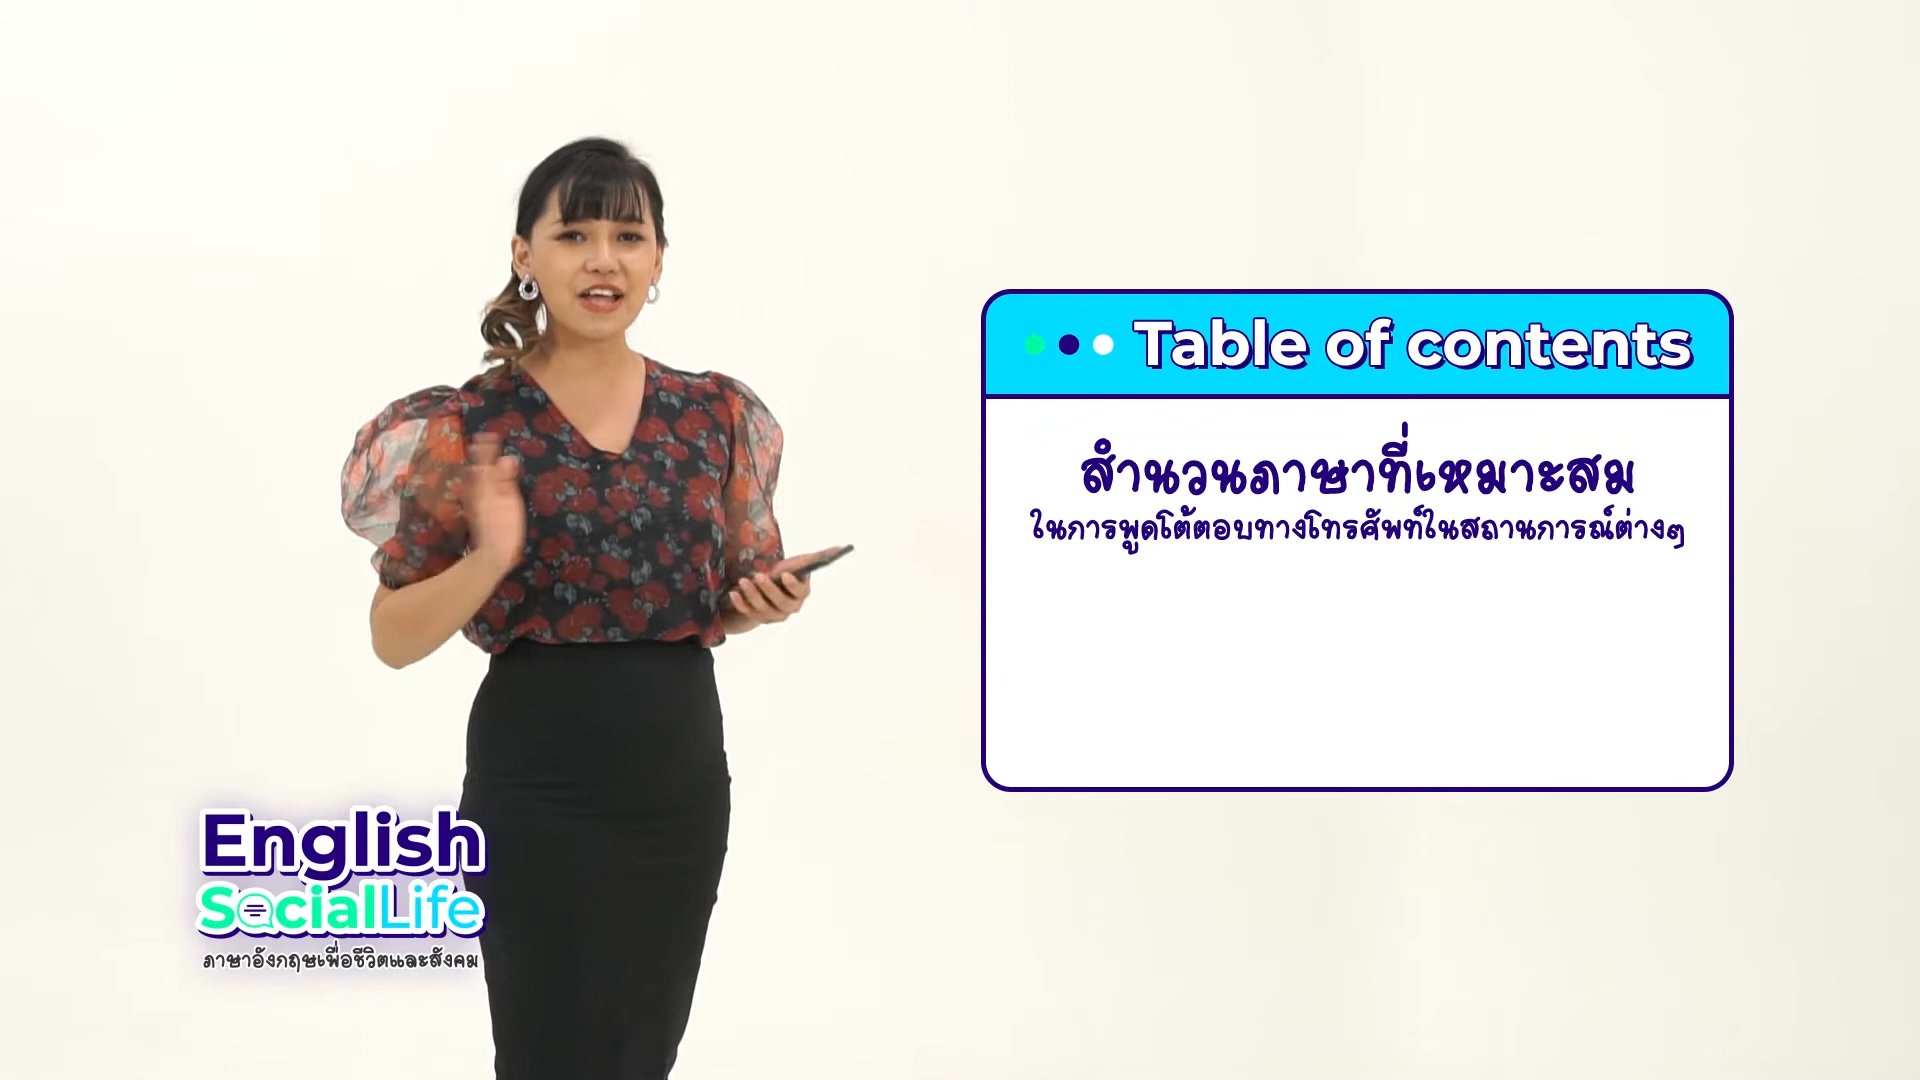 Table of contents
สำนวนภาษาที่เหมาะสม
ในการพูดโต้ตอบทางโทรศัพท์ในสถานการณ์ต่างๆ
English
SocialLife
ภาษาอังกฤษเพื่อชีวิตและสังคม